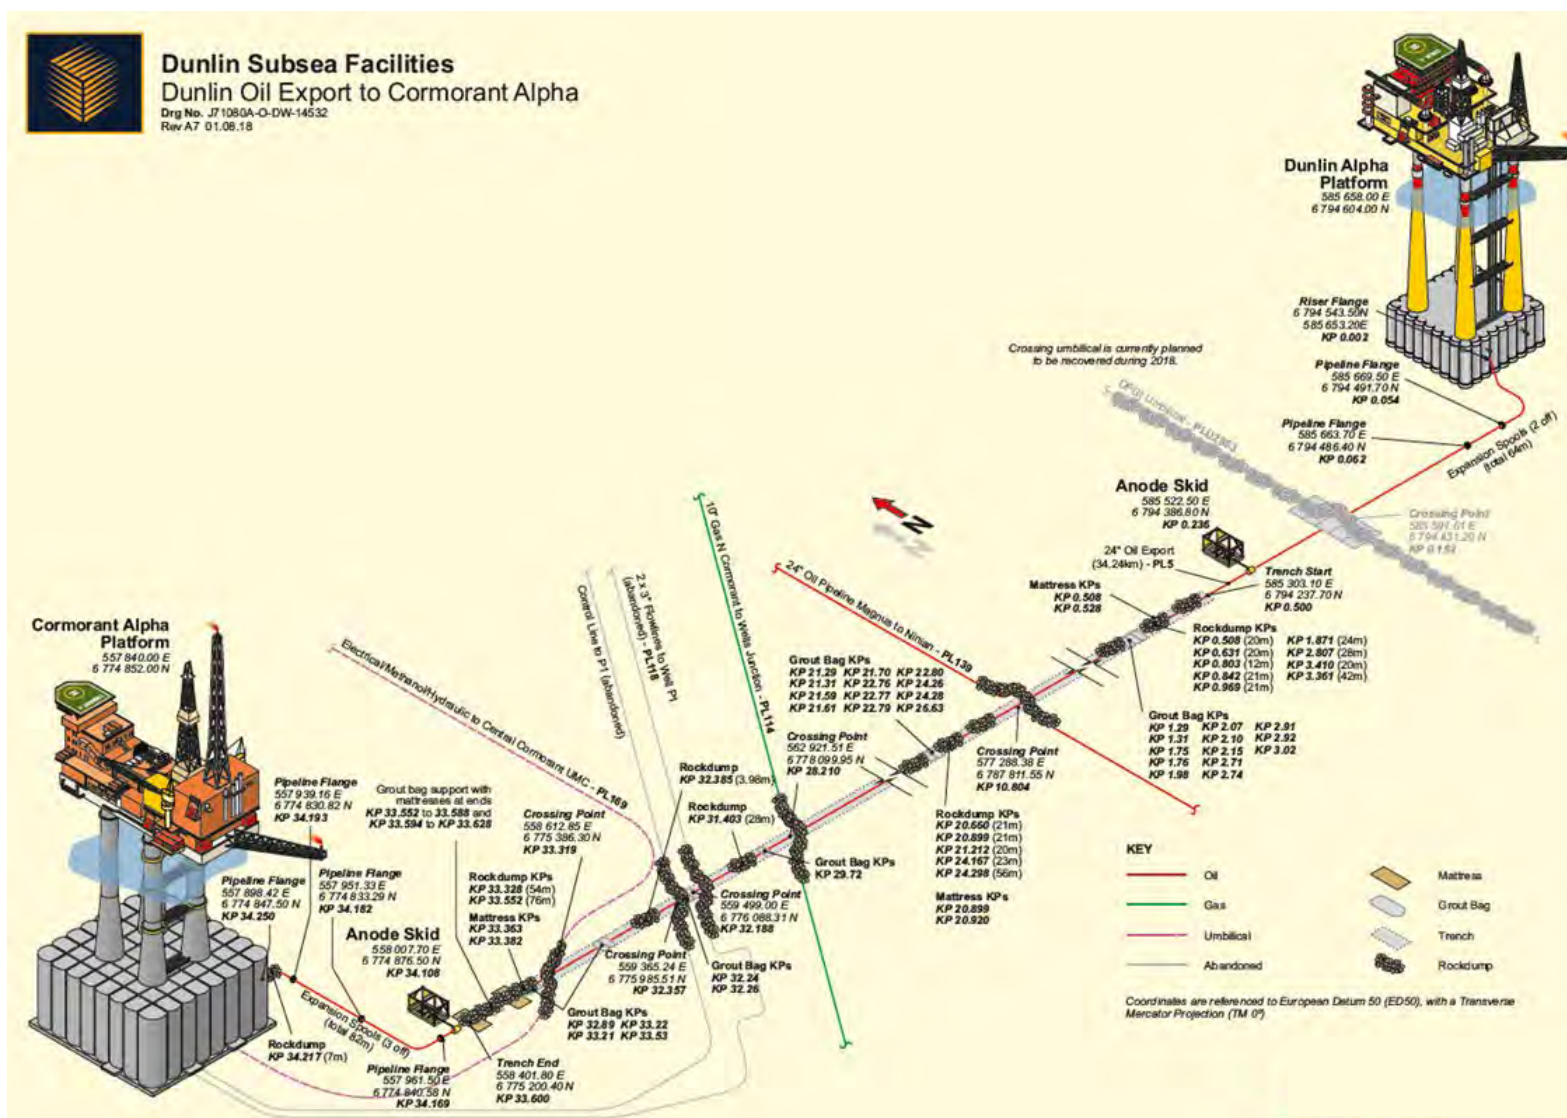 Dunlin Subsea Facilities
Dunlin Oil Export to Cormorant Alpha
Drg No. J71080A-O-DW-14532
Rev A7 01.08.18
Dunlin Alpha
Platform
585 658.00 E
6 794 604.00 N
Riser Flange
6 794 543.50N
585 653.20E
KP 0.002
Crossing umbilical is currently planned
to be recovered during 2018.
Pipeline Flange
585 669.50 E
6 794 491.70 N
KP 0.054
Pipeline Flange
585 663.70 E
6 794 486.40 N
KP 0.062
Expansion Spools (2 off)
(total 64m)
Umbilical -
Anode Skid
585 522.50 E
6 794 386.80 N
KP 0.236
Crossing Point
585 591.61 E
6 794 431.20 N
N
24" Oil Export
(34.24km) - PL5
Trench Start
585 303.10 E
6 794 237.70 N
KP 0.500
Mattress KPs
KP 0.508
KP 0.528
Rockdump KPs
KP 0.508 (20m) KP 1.871 (24m)
KP 0.631 (20m) KP 2.807 (28m)
KP 0.803 (12m) KP 3.410 (20m)
KP 0.842 (21m) KP 3.361 (42m)
KP 0.969 (21m)
Grout Bag KPs
KP 1.29 KP 2.07 KP 2.91
KP 1.31 KP 2.10 KP 2.92
KP 1.75 KP 2.15 KP 3.02
KP 1.76 KP 2.71
KP 1.98 KP 2.74
24" Oil Pipeline Magnus to Ninian - PL139
10" Gas N Cormorant to Wells Junction - PL114
2 x 3" Flowlines to Well P1
(abandoned) - PL118
Control Line to P1 (abandoned)
Electrical/Methanol/Hydraulic to Central Cormorant UMC - PL169
Grout Bag KPs
KP 21.29 KP 21.70 KP 22.80
KP 21.31 KP 22.76 KP 24.26
KP 21.59 KP 22.77 KP 24.28
KP 21.61 KP 22.79 KP 26.63
Crossing Point
562 921.51 E
6 778 099.95 N
KP 28.210
Crossing Point
577 288.38 E
6 787 811.55 N
KP 10.804
Rockdump KPs
KP 20.660 (21m)
KP 20.899 (21m)
KP 21.212 (20m)
KP 24.167 (23m)
KP 24.298 (56m)
Mattress KPs
KP 20.899
KP 20.920
Cormorant Alpha
Platform
557 840.00 E
6 774 852.00 N
Rockdump
KP 32.385 (3.98m)
Rockdump
KP 31.403 (28m)
Pipeline Flange
557 939.16 E
6 774 830.82 N
KP 34.193
Grout bag support with
mattresses at ends
KP 33.552 to 33.588 and
KP 33.594 to KP 33.628
Crossing Point
558 612.85 E
6 775 386.30 N
KP 33.319
Grout Bag KPs
KP 29.72
Pipeline Flange
557 898.42 E
6 774 847.50 N
KP 34.250
Pipeline Flange
557 951.33 E
6 774 833.29 N
KP 34.182
Rockdump KPs
KP 33.328 (54m)
KP 33.552 (76m)
Mattress KPs
KP 33.363
KP 33.382
Crossing Point
559 499.00 E
6 776 088.31 N
KP 32.188
Anode Skid
558 007.70 E
6 774 876.50 N
KP 34.108
Crossing Point
559 365.24 E
6 775 985.51 N
KP 32.357
Grout Bag KPs
KP 32.24
KP 32.26
Grout Bag KPs
KP 32.89 KP 33.22
KP 33.21 KP 33.53
Expansion Spools (3 off)
(total 82m)
Rockdump
KP 34.217 (7m)
Pipeline Flange
557 961.50 E
6 774 840.58 N
KP 34.169
Trench End
558 401.80 E
6 775 200.40 N
KP 33.600
KEY
Oil
Gas
Umbilical
Abandoned
Mattress
Grout Bag
Trench
Rockdump
Coordinates are referenced to European Datum 50 (ED50), with a Transverse
Mercator Projection (TM 0º)